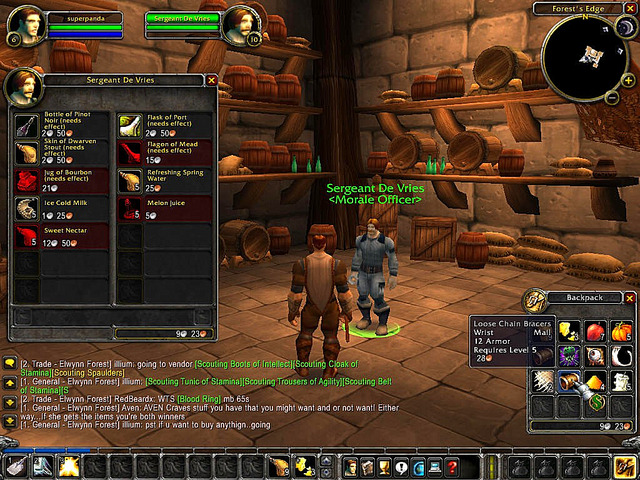 superpanda
6
Sergeant De Vries
10
Forest's Edge
N
Sergeant De Vries
Bottle of Pinot
Noir (needs
effect)
2 50
Flask of Port
(needs effect)
2 50
Skin of Dwarven
Stout (needs
effect)
2 50
Flagon of Mead
(needs effect)
15
Jug of Bourbon
(needs effect)
21
Refreshing Spring
Water
5
25
Ice Cold Milk
5
1 25
Melon Juice
5
5
Sweet Nectar
5
12 50
9 23
Sergeant De Vries
<Morale Officer>
Backpack
Loose Chain Bracers
Wrist Mail
12 Armor
Requires Level 5
28
9 23
[2. Trade - Elwynn Forest] illium: going to vendor [Scouting Boots of Intellect][Scouting Cloak of
Stamina][Scouting Spaulders]
[1. General - Elwynn Forest] illium: [Scouting Tunic of Stamina][Scouting Trousers of Agility][Scouting Belt
of Stamina][S
[2. Trade - Elwynn Forest] RedBeardx: WTS [Blood Ring].mb 65s
[1. General - Elwynn Forest] Aven: AVEN Craves stuff you have that you might want and or not want! Either
way...If she gets the items you're both winners
[1. General - Elwynn Forest] illium: pst if u want to buy anythign..going